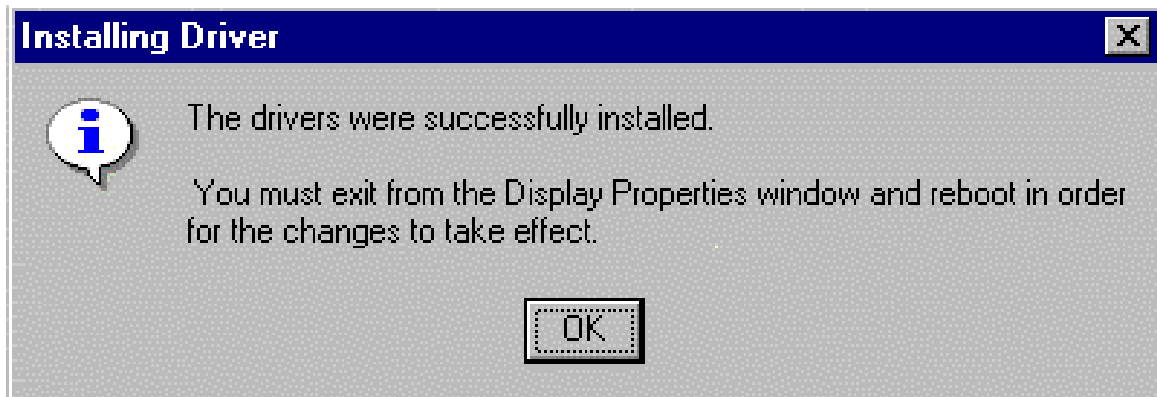 Installing Driver
The drivers were successfully installed.
You must exit from the Display Properties window and reboot in order
for the changes to take effect.
OK